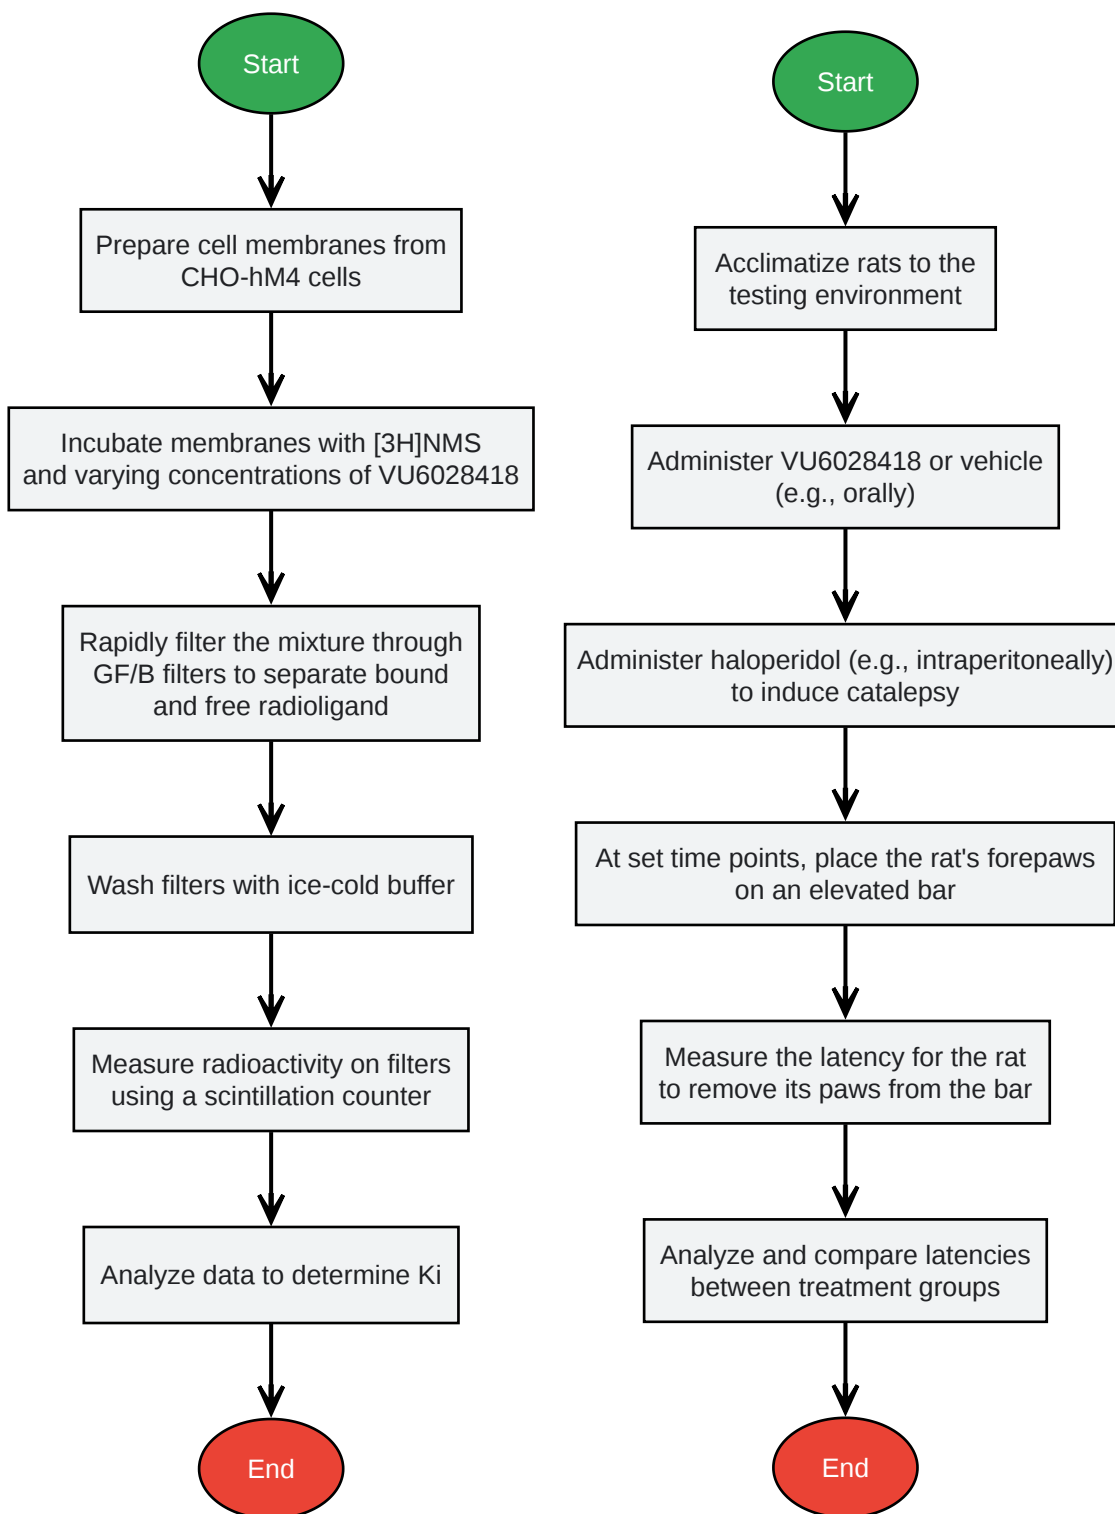 Start
Prepare cell membranes from
CHO-hM4 cells
Incubate membranes with [3H]NMS
and varying concentrations of VU6028418
Rapidly filter the mixture through
GF/B filters to separate bound
and free radioligand
Wash filters with ice-cold buffer
Measure radioactivity on filters
using a scintillation counter
Analyze data to determine Ki
End
Start
Acclimatize rats to the
testing environment
Administer VU6028418 or vehicle
(e.g., orally)
Administer haloperidol (e.g., intraperitoneally)
to induce catalepsy
At set time points, place the rat's forepaws
on an elevated bar
Measure the latency for the rat
to remove its paws from the bar
Analyze and compare latencies
between treatment groups
End